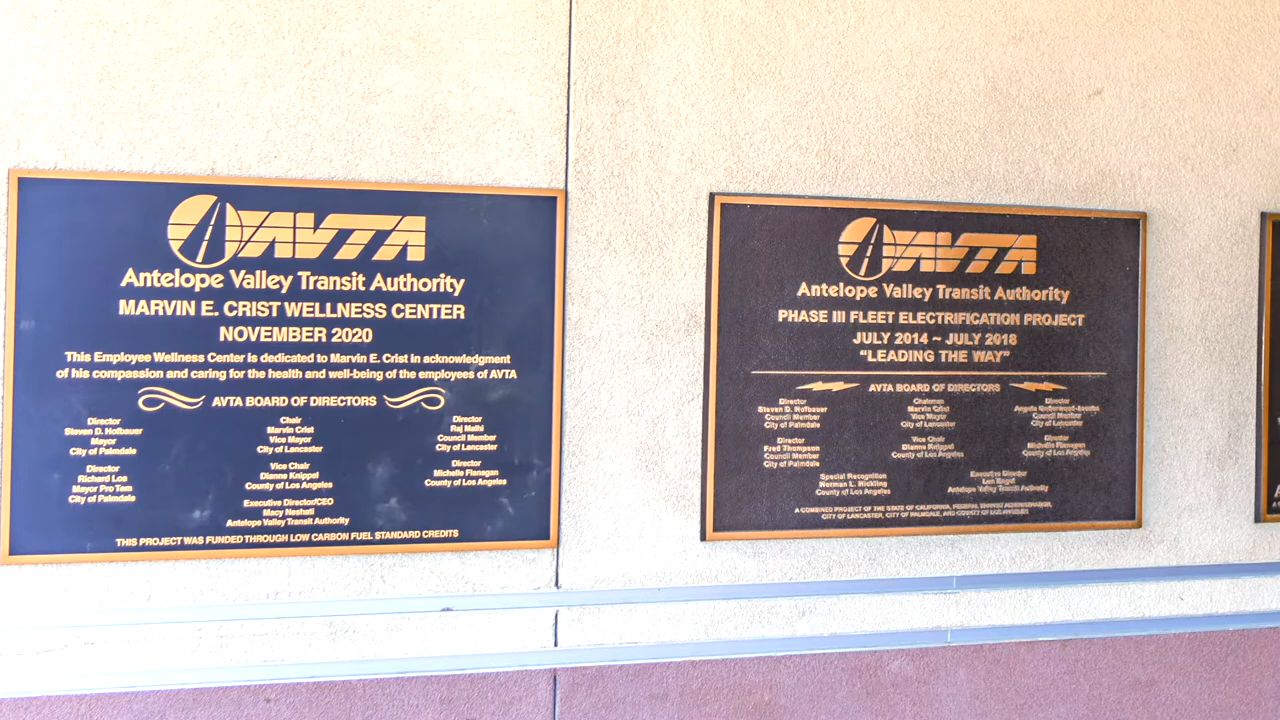 AVTA
Antelope Valley Transit Authority
MARVIN E. CRIST WELLNESS CENTER
NOVEMBER 2020
This Employee Wellness Center is dedicated to Marvin E. Crist in acknowledgment
of his compassion and caring for the health and well-being of the employees of AVTA
AVTA BOARD OF DIRECTORS
Director
Steven D. Hofbauer
Mayor
City of Palmdale
Chair
Marvin Crist
Vice Mayor
City of Lancaster
Director
Raj Malhi
Council Member
City of Lancaster
Director
Richard Loa
Mayor Pro Tem
City of Palmdale
Vice Chair
Dianne Knippel
County of Los Angeles
Director
Michelle Flanagan
County of Los Angeles
Executive Director/CEO
Macy Neshati
Antelope Valley Transit Authority
THIS PROJECT WAS FUNDED THROUGH LOW CARBON FUEL STANDARD CREDITS
AVTA
Antelope Valley Transit Authority
PHASE III FLEET ELECTRIFICATION PROJECT
JULY 2014 ~ JULY 2018
“LEADING THE WAY”
AVTA BOARD OF DIRECTORS
Director
Steven D. Hofbauer
Council Member
City of Palmdale
Chairman
Marvin Crist
Vice Mayor
City of Lancaster
Director
Angela Underwood-Jacobs
Council Member
City of Lancaster
Director
Fred Thompson
Council Member
City of Palmdale
Vice Chair
Dianne Knippel
County of Los Angeles
Director
Michelle Flanagan
County of Los Angeles
Special Recognition
Norman L. Hickling
County of Los Angeles
Executive Director
Len Engel
Antelope Valley Transit Authority
A COMBINED PROJECT OF THE STATE OF CALIFORNIA, FEDERAL TRANSIT ADMINISTRATION,
CITY OF LANCASTER, CITY OF PALMDALE, AND COUNTY OF LOS ANGELES